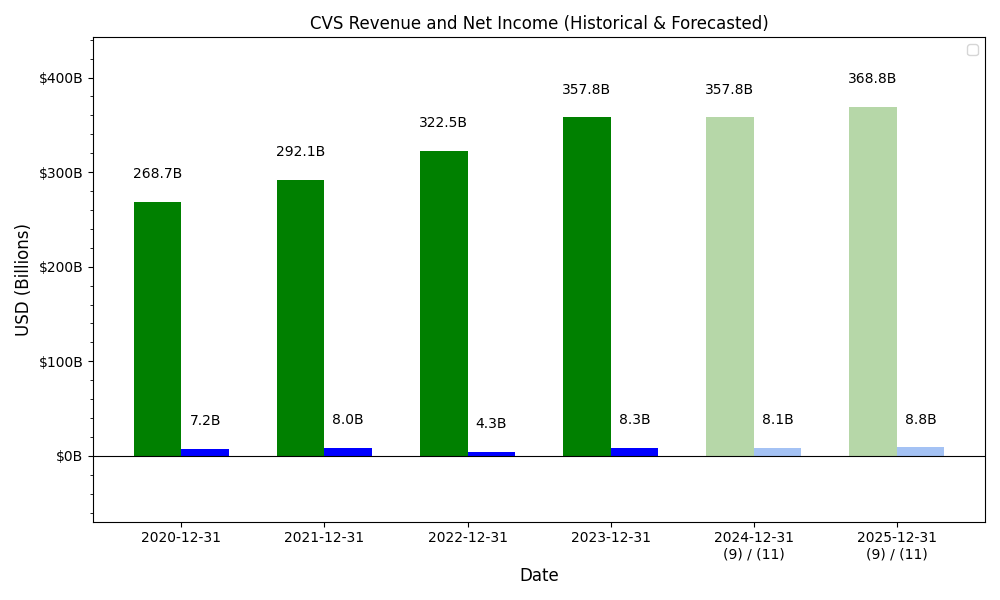 CVS Revenue and Net Income (Historical & Forecasted)
$400B
$300B
$200B
$100B
$0B
USD (Billions)
268.7B
7.2B
292.1B
8.0B
322.5B
4.3B
357.8B
8.3B
357.8B
8.1B
368.8B
8.8B
2020-12-31
2021-12-31
2022-12-31
2023-12-31
2024-12-31
(9) / (11)
2025-12-31
(9) / (11)
Date